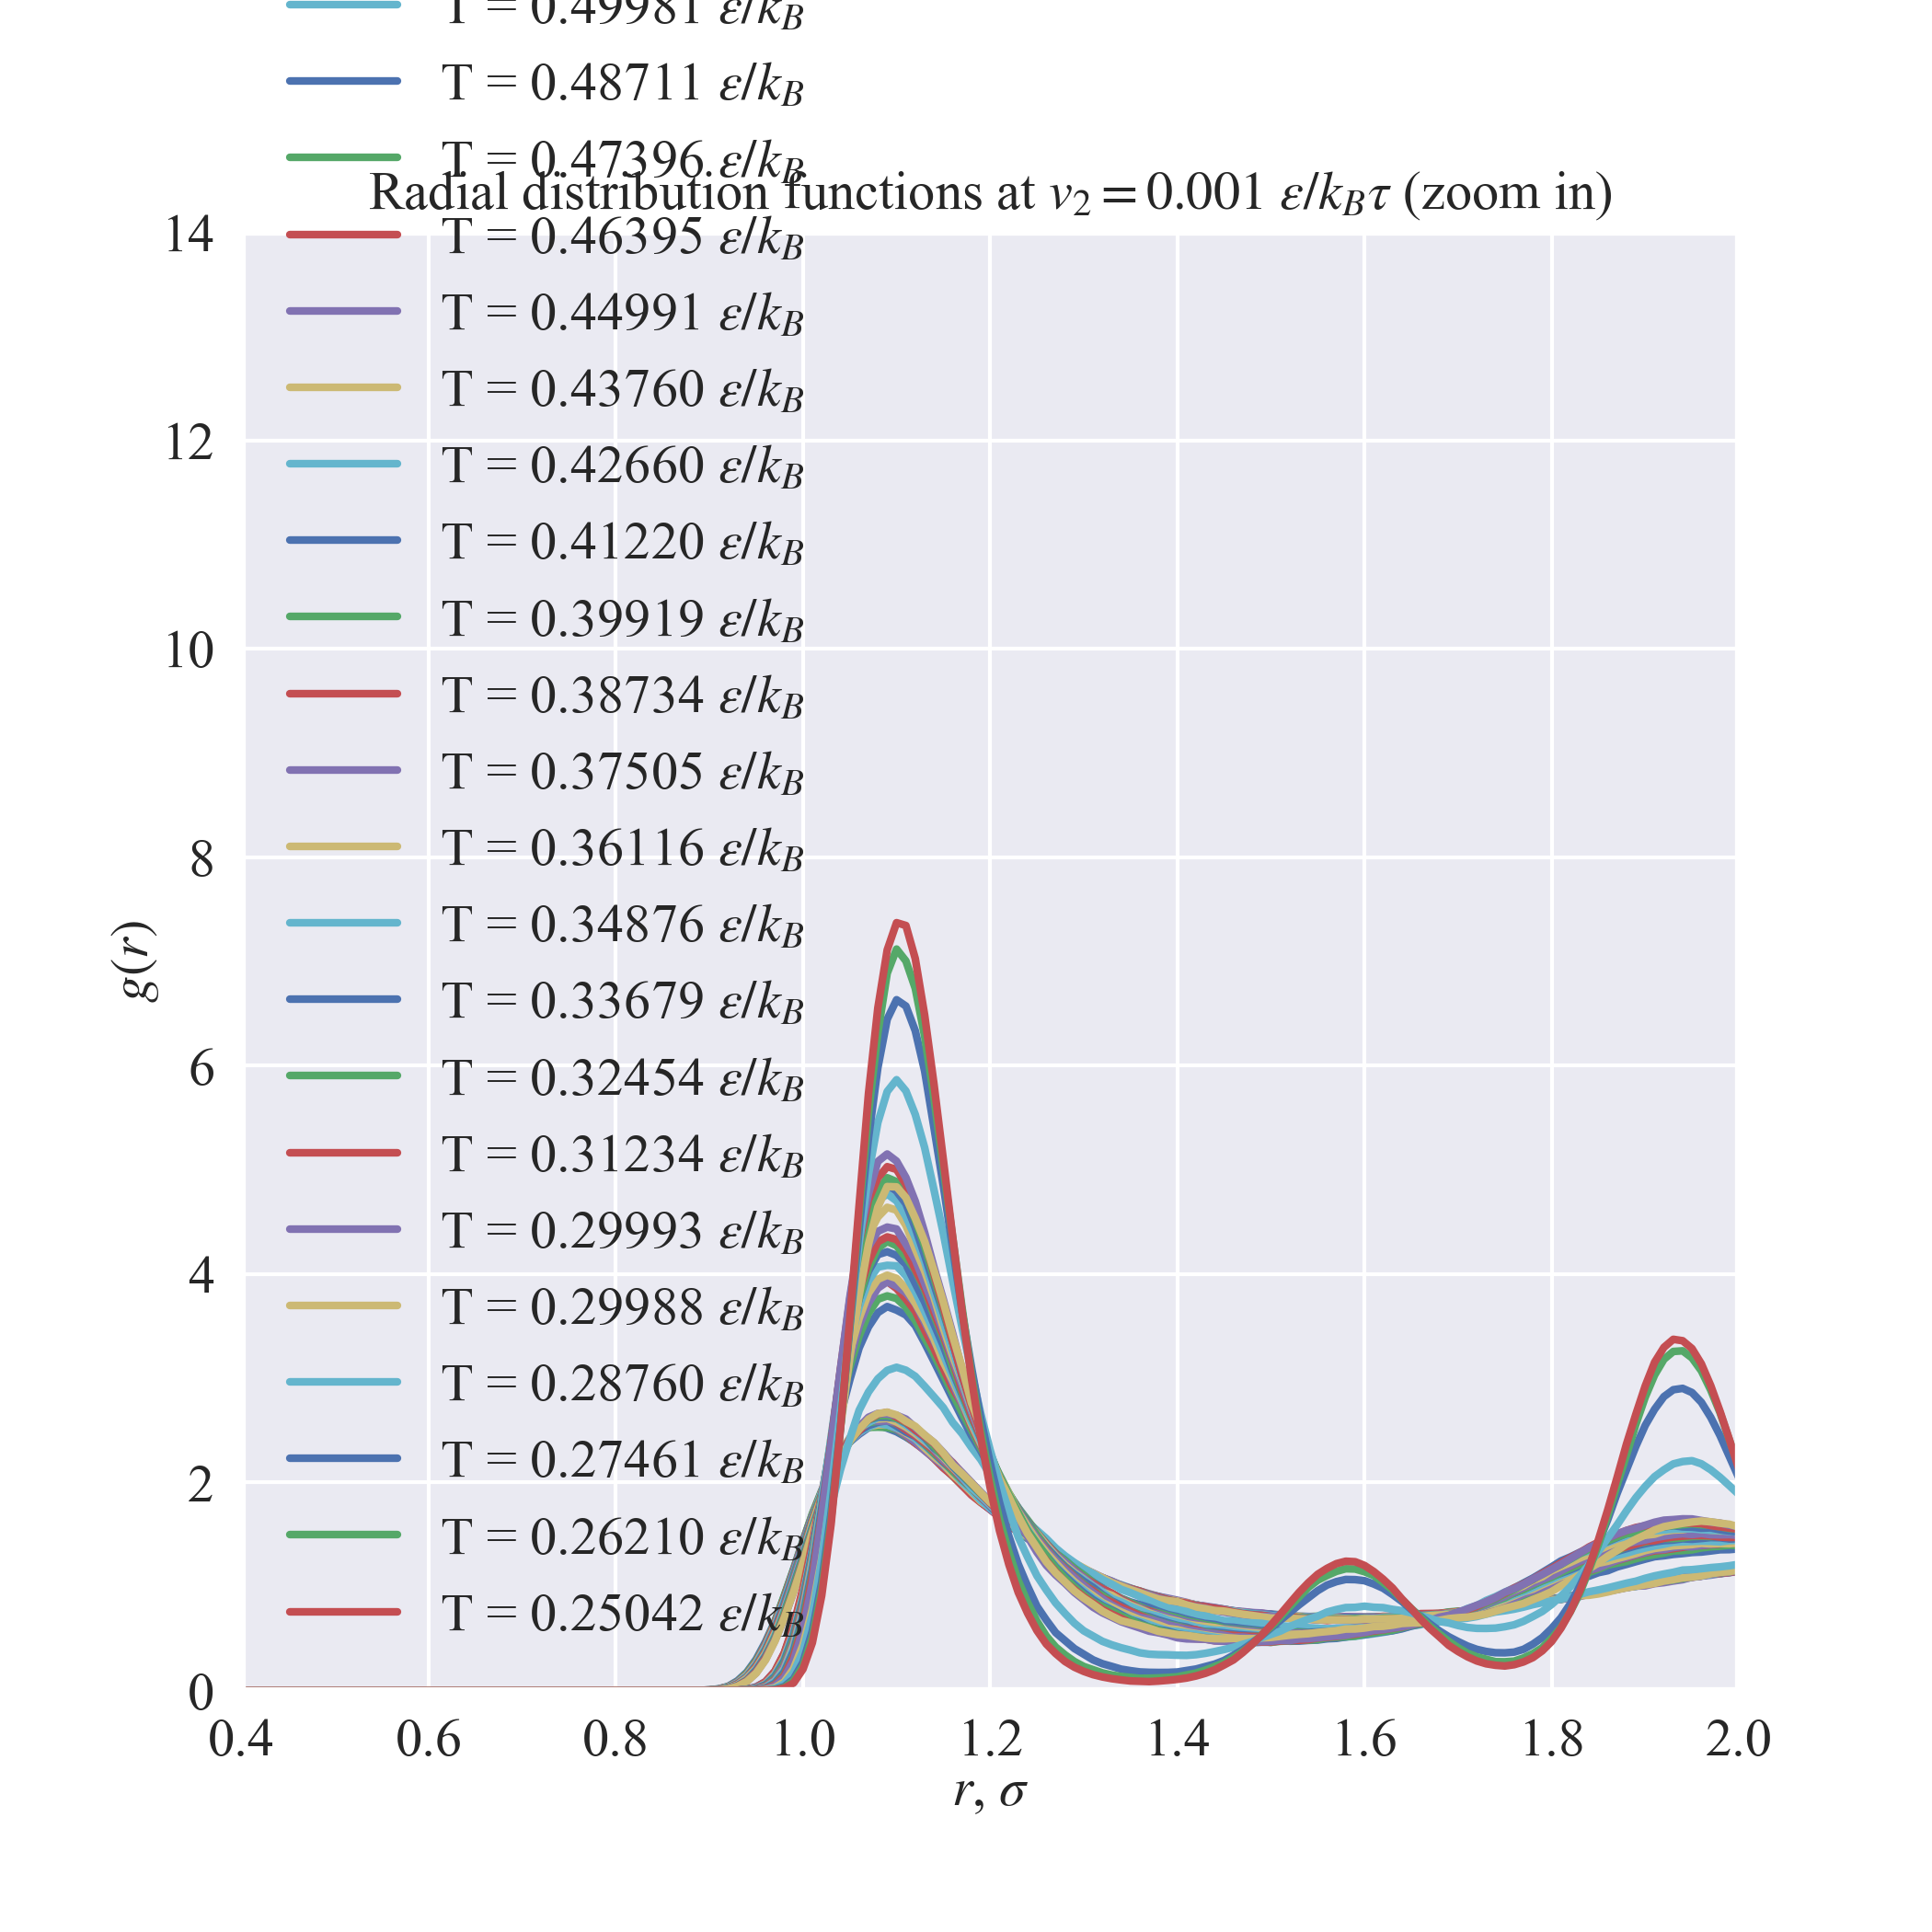 T = 0.49981 ε/k_B
T = 0.48711 ε/k_B
T = 0.47396 ε/k_B
Radial distribution functions at v₂ = 0.001 ε/k_Bτ (zoom in)
T = 0.46395 ε/k_B
T = 0.44991 ε/k_B
T = 0.43760 ε/k_B
T = 0.42660 ε/k_B
T = 0.41220 ε/k_B
T = 0.39919 ε/k_B
T = 0.38734 ε/k_B
T = 0.37505 ε/k_B
T = 0.36116 ε/k_B
T = 0.34876 ε/k_B
T = 0.33679 ε/k_B
T = 0.32454 ε/k_B
T = 0.31234 ε/k_B
T = 0.29993 ε/k_B
T = 0.29988 ε/k_B
T = 0.28760 ε/k_B
T = 0.27461 ε/k_B
T = 0.26210 ε/k_B
T = 0.25042 ε/k_B
14
12
10
8
6
4
2
0
g(r)
0.4 0.6 0.8 1.0 1.2 1.4 1.6 1.8 2.0
r, σ